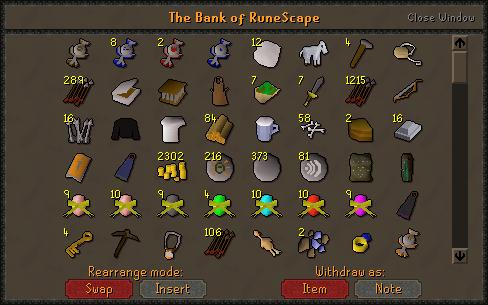 The Bank of RuneScape
Close Window
8 2 12 4
289 7 7 1215
16 84 58 2 16
2302 216 373 81
9 10 9 4 10 10 9
4 106 2
Rearrange mode:
Withdraw as:
Swap
Insert
Item
Note